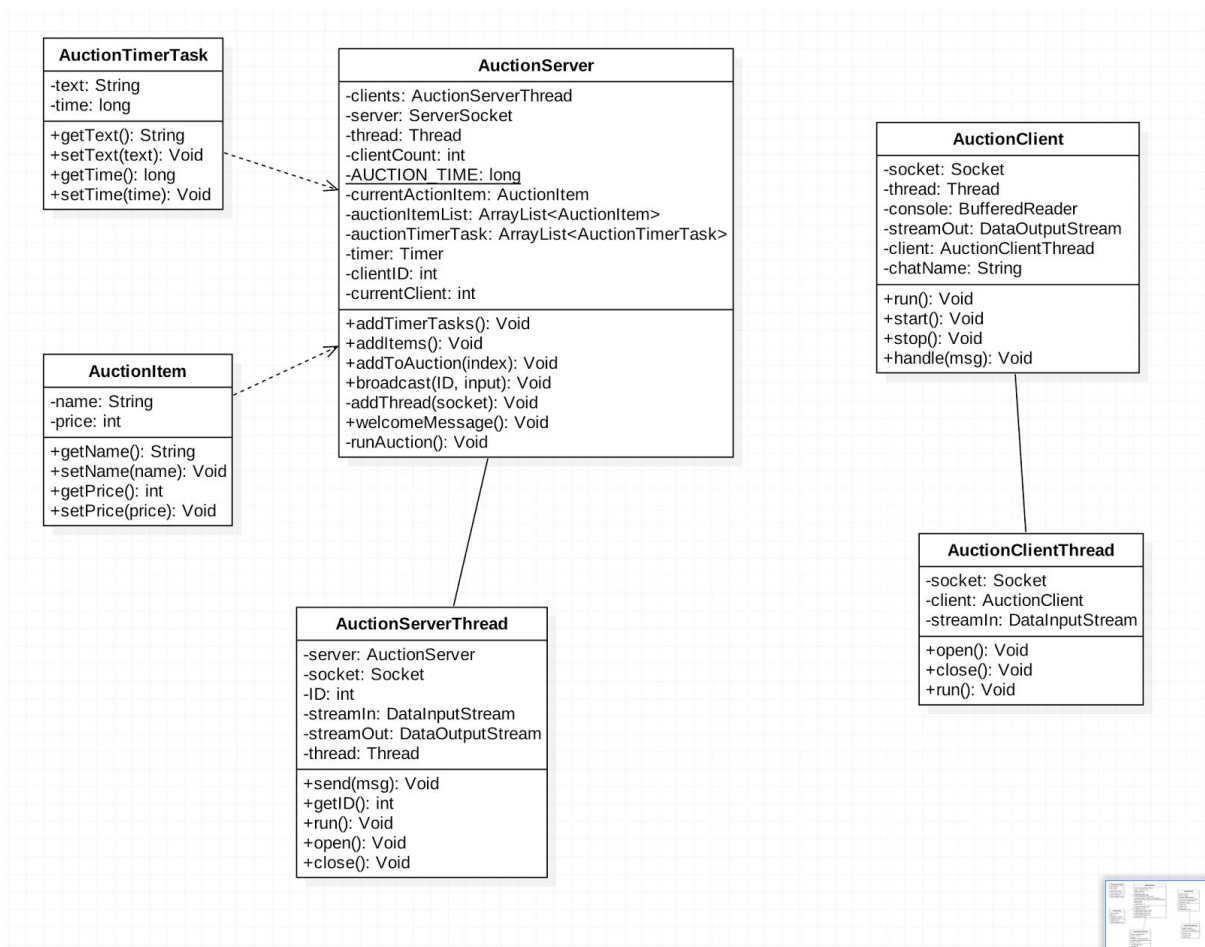 AuctionTimerTask
-text: String
-time: long
+getText(): String
+setText(text): Void
+getTime(): long
+setTime(time): Void
AuctionServer
-clients: AuctionServerThread
-server: ServerSocket
-thread: Thread
-clientCount: int
-AUCTION_TIME: long
-currentActionItem: AuctionItem
-auctionItemList: ArrayList<AuctionItem>
-auctionTimerTask: ArrayList<AuctionTimerTask>
-timer: Timer
-clientID: int
-currentClient: int
+addTimerTasks(): Void
+addItems(): Void
+addToAuction(index): Void
+broadcast(ID, input): Void
-addThread(socket): Void
+welcomeMessage(): Void
-runAuction(): Void
AuctionClient
-socket: Socket
-thread: Thread
-console: BufferedReader
-streamOut: DataOutputStream
-client: AuctionClientThread
-chatName: String
+run(): Void
+start(): Void
+stop(): Void
+handle(msg): Void
AuctionItem
-name: String
-price: int
+getName(): String
+setName(name): Void
+getPrice(): int
+setPrice(price): Void
AuctionServerThread
-server: AuctionServer
-socket: Socket
-ID: int
-streamIn: DataInputStream
-streamOut: DataOutputStream
-thread: Thread
+send(msg): Void
+getID(): int
+run(): Void
+open(): Void
+close(): Void
AuctionClientThread
-socket: Socket
-client: AuctionClient
-streamIn: DataInputStream
+open(): Void
+close(): Void
+run(): Void